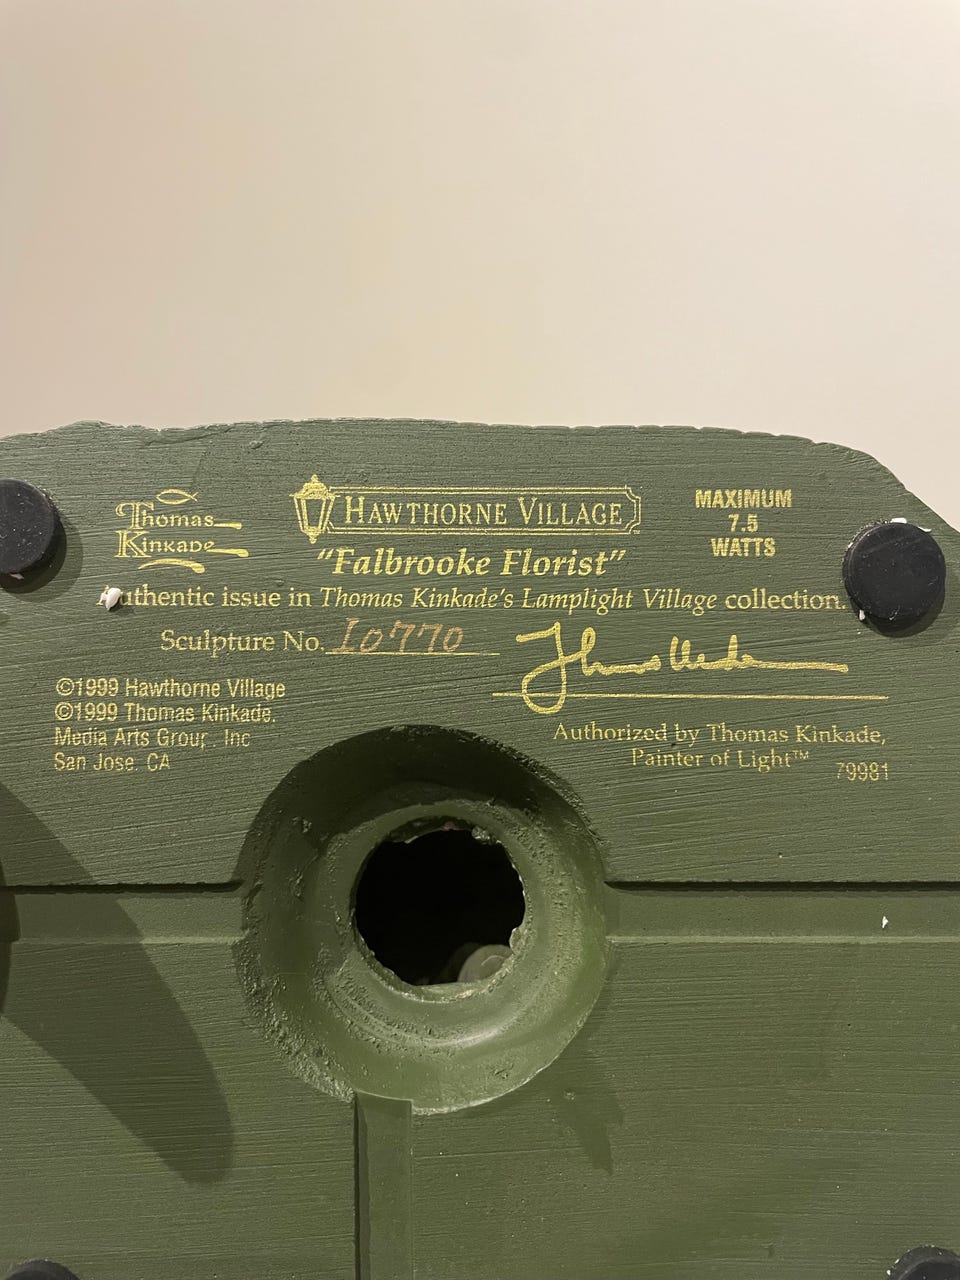 Thomas
Kinkade
HAWTHORNE VILLAGE
MAXIMUM
7.5
WATTS
"Falbrooke Florist"
Authentic issue in Thomas Kinkade's Lamplight Village collection.
Sculpture No. I0770
©1999 Hawthorne Village
©1999 Thomas Kinkade,
Media Arts Group, Inc
San Jose, CA
Authorized by Thomas Kinkade,
Painter of Light™
79981